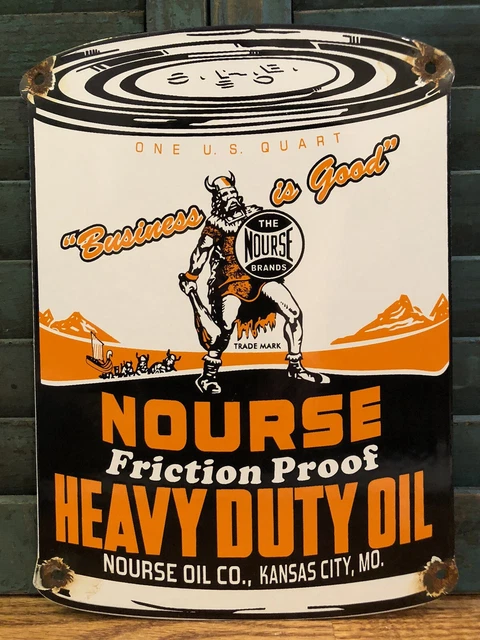 ONE U.S. QUART
"Business is Good"
THE
NOURSE
BRANDS
TRADE MARK
NOURSE
Friction Proof
HEAVY DUTY OIL
NOURSE OIL CO., KANSAS CITY, MO.